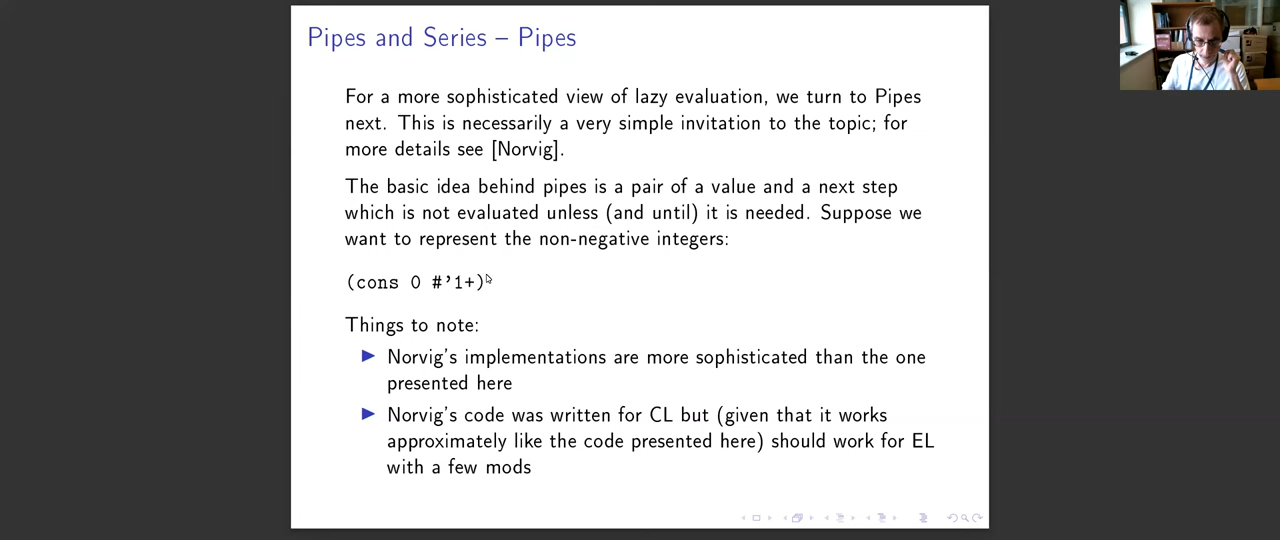 Pipes and Series – Pipes
For a more sophisticated view of lazy evaluation, we turn to Pipes
next. This is necessarily a very simple invitation to the topic; for
more details see [Norvig].
The basic idea behind pipes is a pair of a value and a next step
which is not evaluated unless (and until) it is needed. Suppose we
want to represent the non-negative integers:
(cons 0 #’1+)
Things to note:
▶ Norvig's implementations are more sophisticated than the one
presented here
▶ Norvig's code was written for CL but (given that it works
approximately like the code presented here) should work for EL
with a few mods